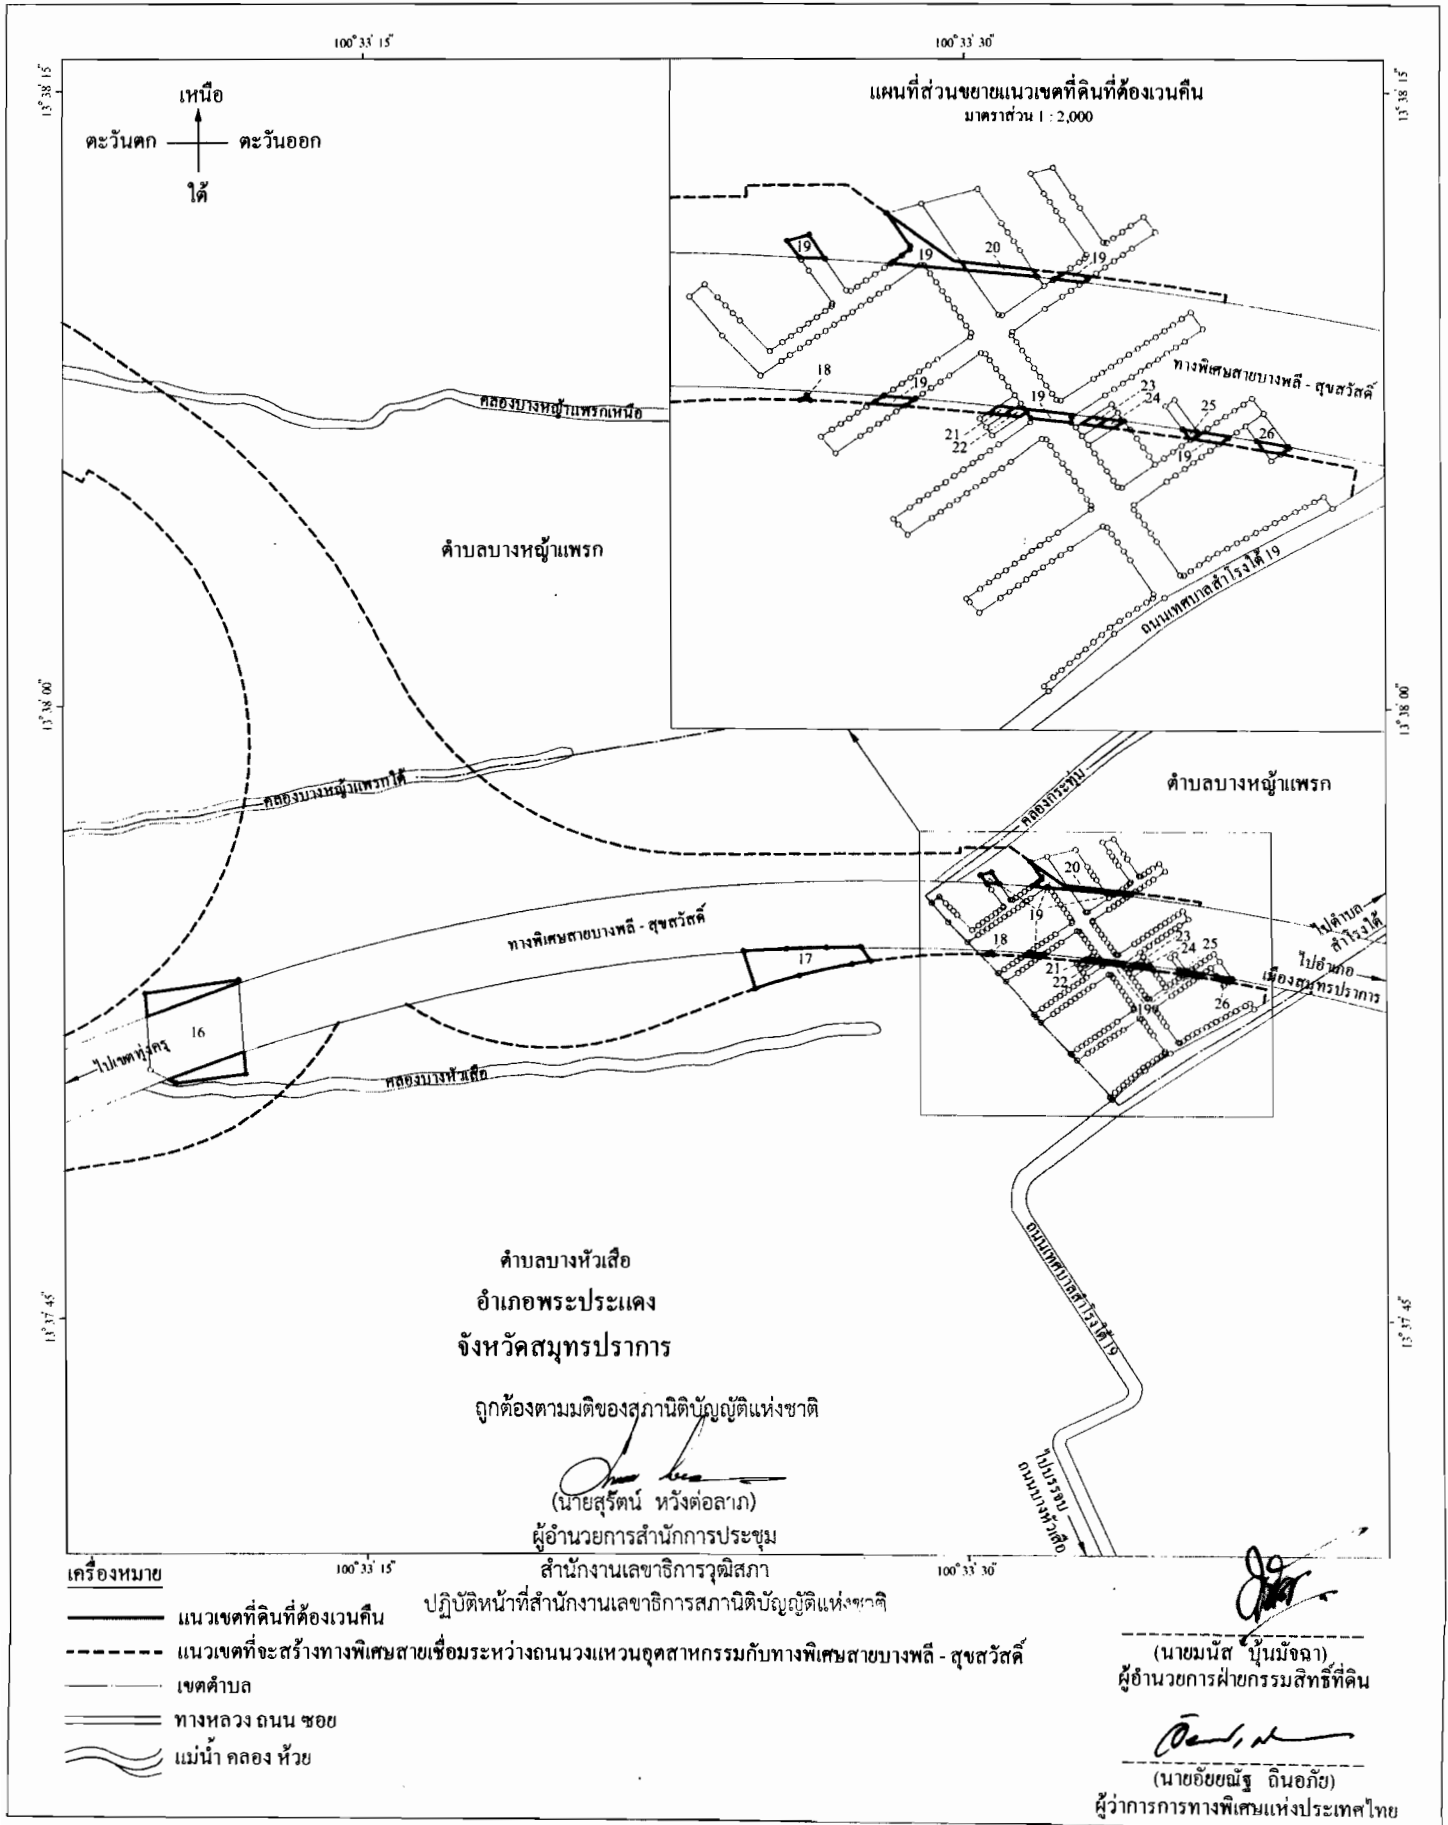 100° 33' 15"
100° 33' 30"
13° 38' 15"
13° 38' 15"
เหนือ
ตะวันตก
ตะวันออก
ใต้
แผนที่ส่วนขยายแนวเขตที่ดินที่ต้องเวนคืน
มาตราส่วน 1 : 2,000
19
19
20
19
ทางพิเศษสายบางพลี - สุขสวัสดิ์
18
19
19
23
24
25
21
22
19
26
ถนนเทศบาลสำโรงใต้ 19
คลองบางหญ้าแพรกเหนือ
ตำบลบางหญ้าแพรก
13° 38' 00"
13° 38' 00"
คลองบางหญ้าแพรกใต้
คลองกระทุ่ม
ตำบลบางหญ้าแพรก
20
19
18
21
22
23
24
25
26
19
ไปตำบล
สำโรงใต้
ไปอำเภอ
เมืองสมุทรปราการ
ทางพิเศษสายบางพลี - สุขสวัสดิ์
17
16
ไปเขตทุ่งครุ
คลองบางหัวเสือ
ถนนเทศบาลสำโรงใต้ 19
ตำบลบางหัวเสือ
อำเภอพระประแดง
จังหวัดสมุทรปราการ
13° 37' 45"
13° 37' 45"
ถูกต้องตามมติของสภานิติบัญญัติแห่งชาติ
(นายสุรัตน์ หวังต่อลาภ)
ผู้อำนวยการสำนักการประชุม
สำนักงานเลขาธิการวุฒิสภา
ปฏิบัติหน้าที่สำนักงานเลขาธิการสภานิติบัญญัติแห่งชาติ
ไปบรรจบ
ถนนบางหัวเสือ
100° 33' 15"
100° 33' 30"
เครื่องหมาย
แนวเขตที่ดินที่ต้องเวนคืน
แนวเขตที่จะสร้างทางพิเศษสายเชื่อมระหว่างถนนวงแหวนอุตสาหกรรมกับทางพิเศษสายบางพลี - สุขสวัสดิ์
เขตตำบล
ทางหลวง ถนน ซอย
แม่น้ำ คลอง ห้วย
(นายมนัส บุ้นมัจฉา)
ผู้อำนวยการฝ่ายกรรมสิทธิ์ที่ดิน
(นายอัยยณัฐ ถินอภัย)
ผู้ว่าการการทางพิเศษแห่งประเทศไทย